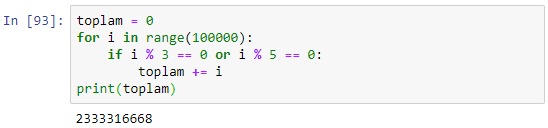 In [93]: toplam = 0
for i in range(100000):
    if i % 3 == 0 or i % 5 == 0:
        toplam += i
print(toplam)
2333316668